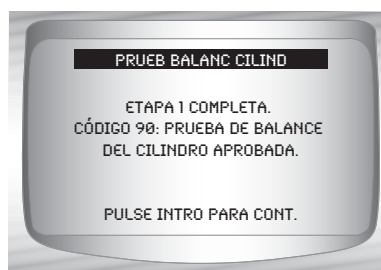 PRUEB BALANC CILIND
ETAPA 1 COMPLETA.
CÓDIGO 90: PRUEBA DE BALANCE
DEL CILINDRO APROBADA.
PULSE INTRO PARA CONT.